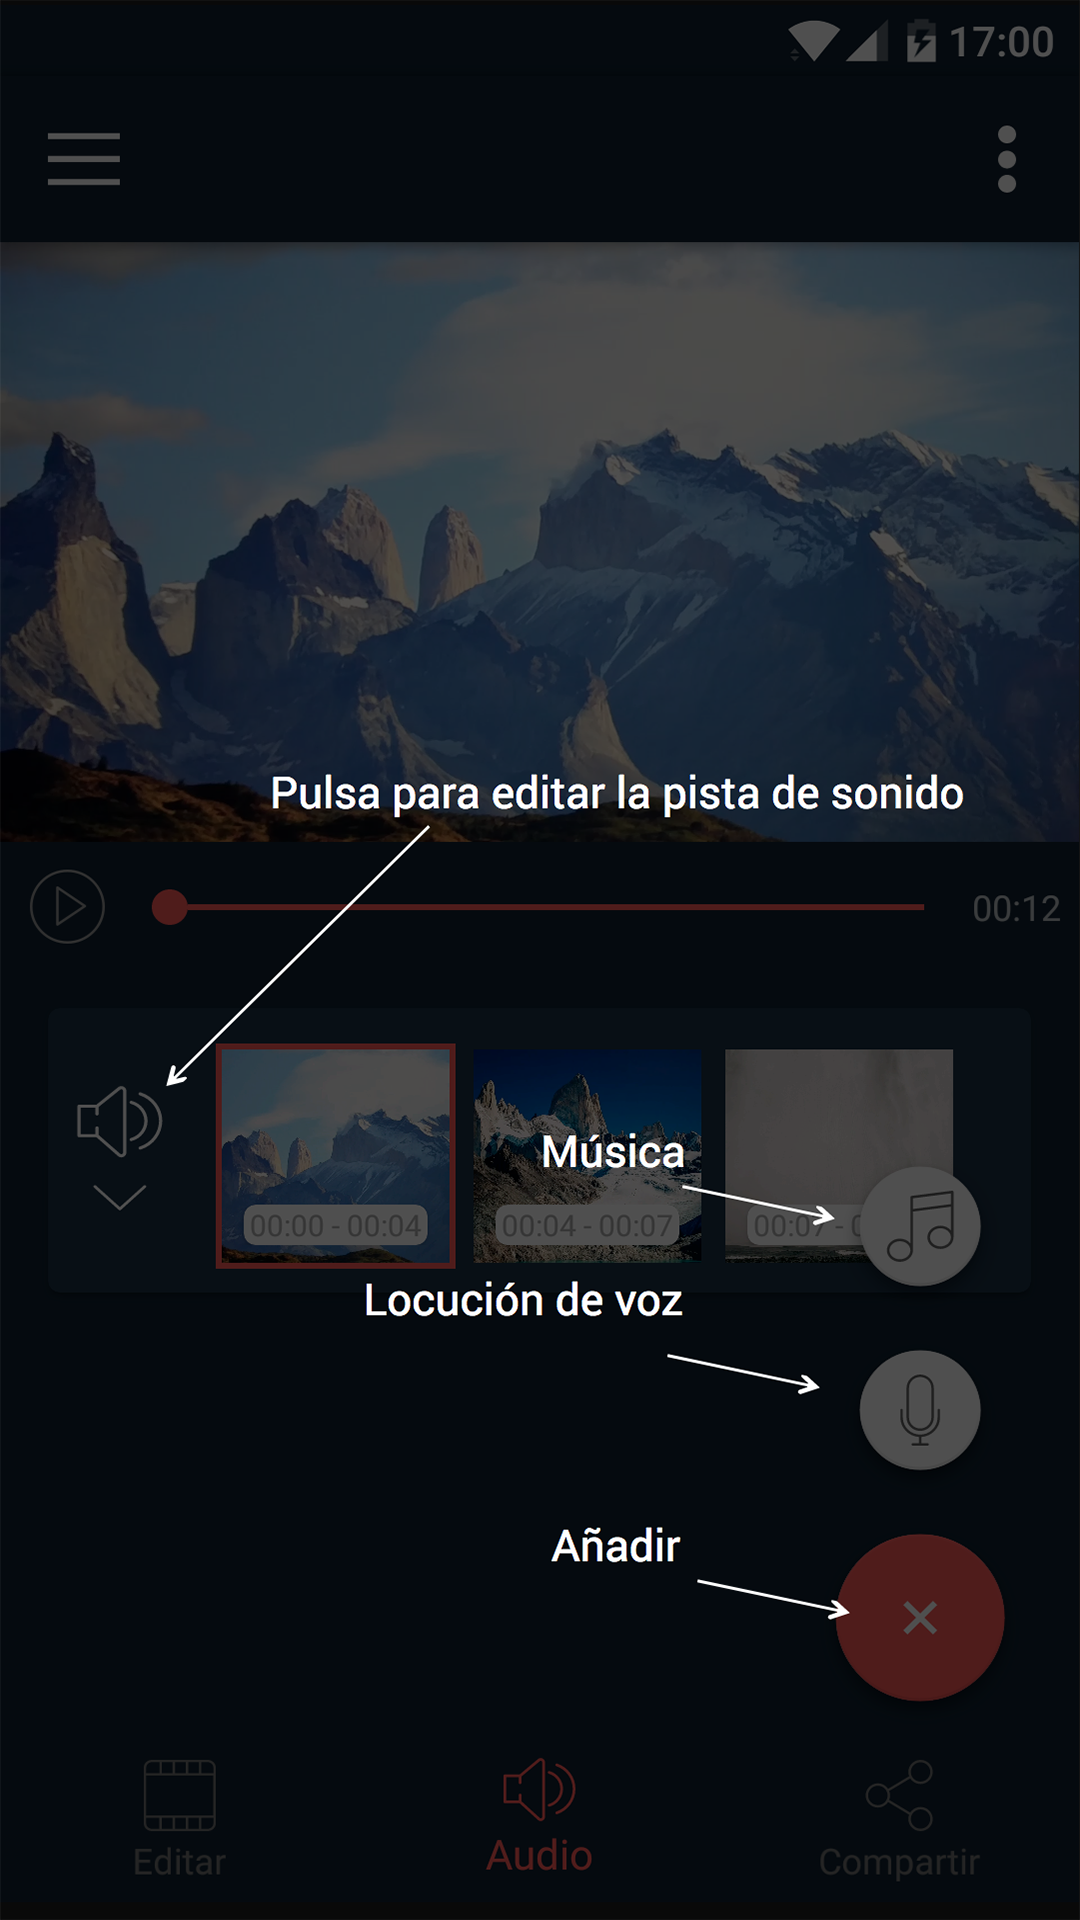 17:00
Pulsa para editar la pista de sonido
00:12
Música
00:00 - 00:04
00:04 - 00:07
00:07 - 0
Locución de voz
Añadir
Editar
Audio
Compartir